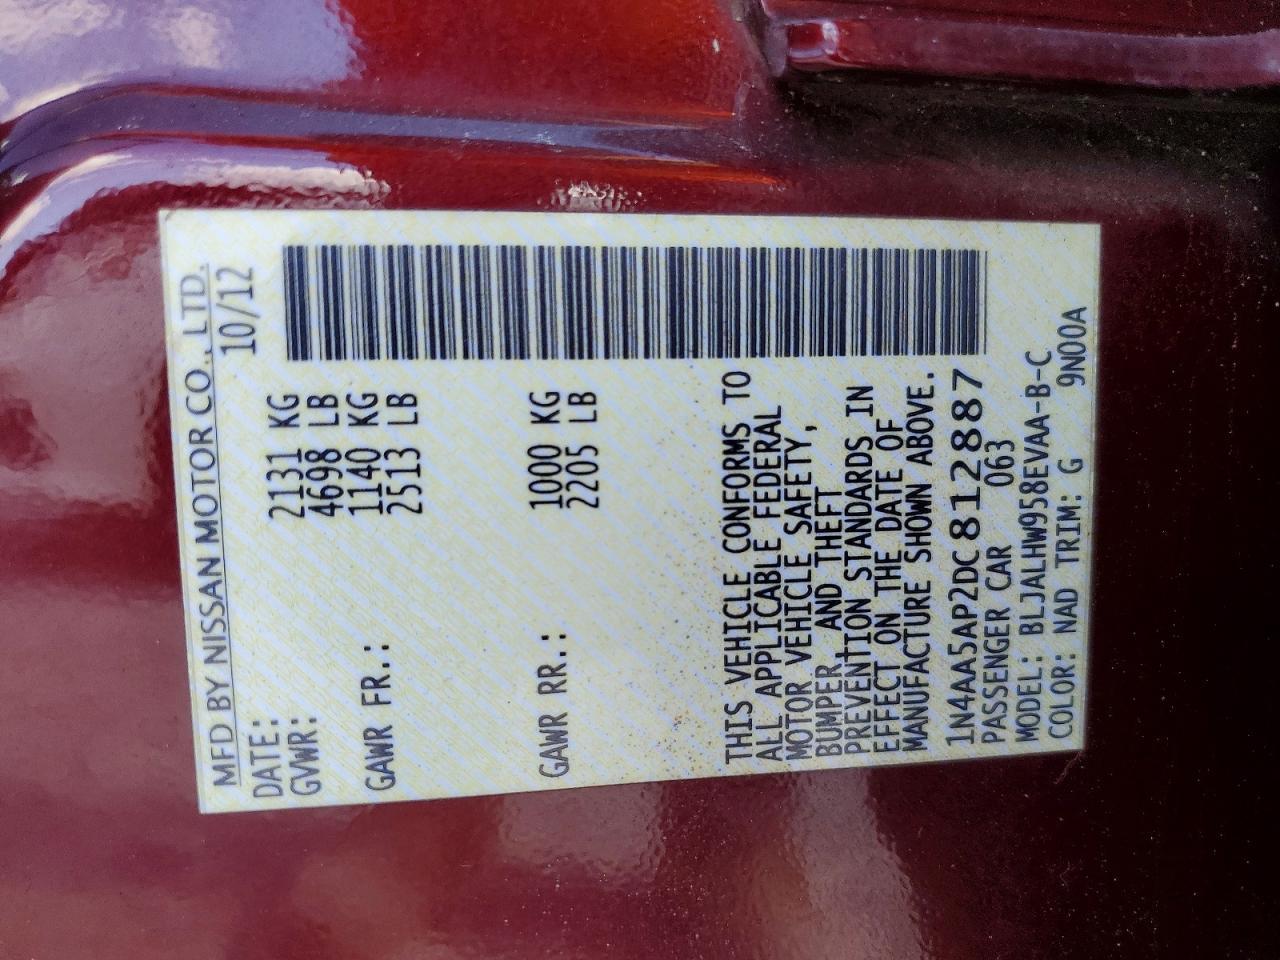 MFD BY NISSAN MOTOR CO., LTD.
DATE: 10/12
GVWR: 2131 KG
4698 LB
GAWR FR.: 1140 KG
2513 LB
GAWR RR.: 1000 KG
2205 LB
THIS VEHICLE CONFORMS TO
ALL APPLICABLE FEDERAL
MOTOR VEHICLE SAFETY,
BUMPER, AND THEFT
PREVENTION STANDARDS IN
EFFECT ON THE DATE OF
MANUFACTURE SHOWN ABOVE.
1N4AA5AP2DC812887
PASSENGER CAR 063
MODEL: BLJALHW958EVAA-B-C
COLOR: NAD TRIM: G 9N00A